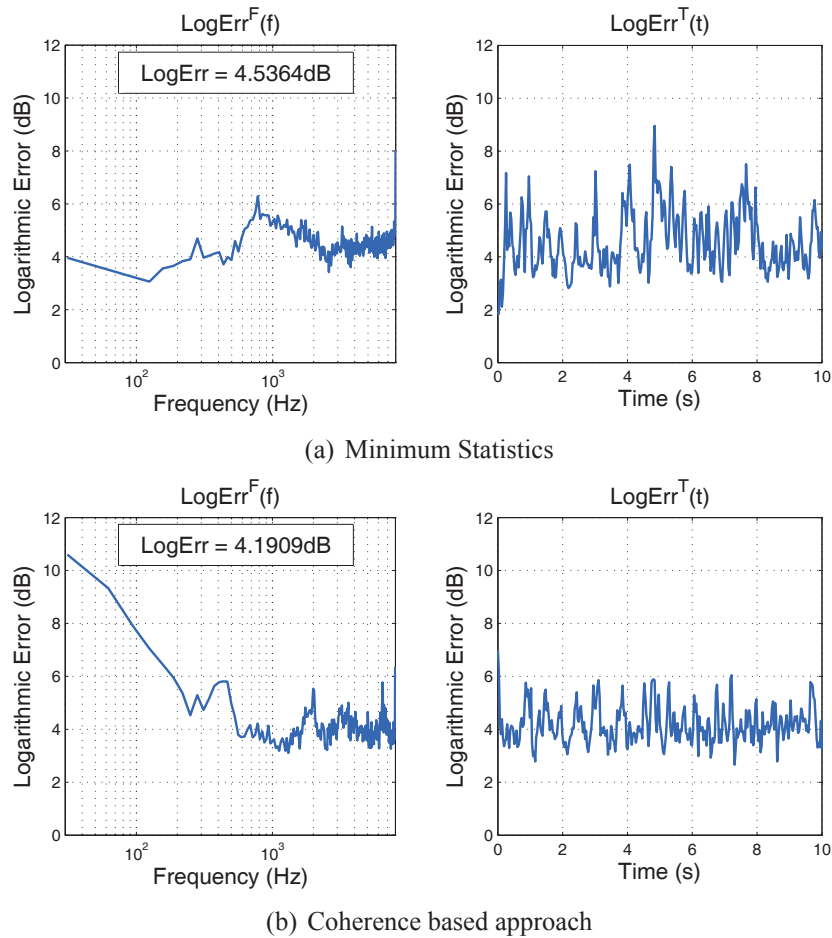 LogErr^F(f)
LogErr^T(t)
12
10
8
6
4
2
0
Logarithmic Error (dB)
LogErr = 4.5364dB
10^2
10^3
Frequency (Hz)
12
10
8
6
4
2
0
Logarithmic Error (dB)
0 2 4 6 8 10
Time (s)
(a) Minimum Statistics
LogErr^F(f)
LogErr^T(t)
12
10
8
6
4
2
0
Logarithmic Error (dB)
LogErr = 4.1909dB
10^2
10^3
Frequency (Hz)
12
10
8
6
4
2
0
Logarithmic Error (dB)
0 2 4 6 8 10
Time (s)
(b) Coherence based approach